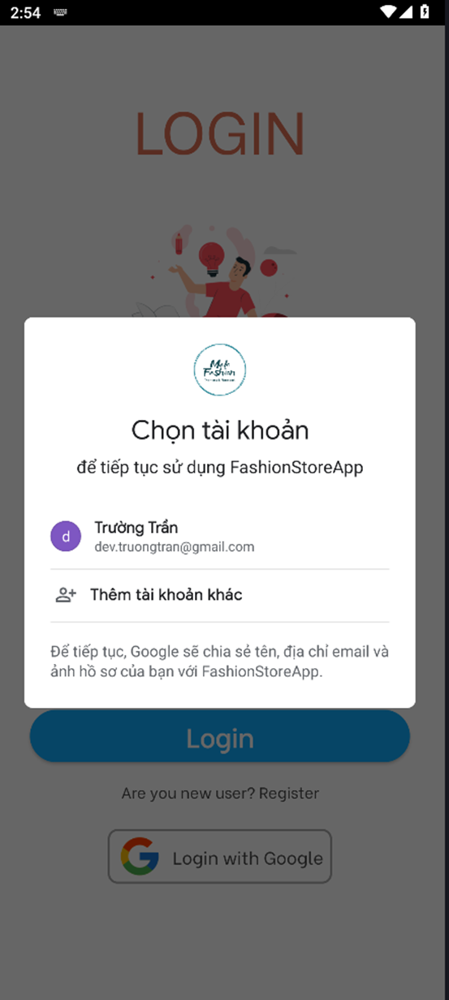 2:54
LOGIN
Fashion
Chọn tài khoản
để tiếp tục sử dụng FashionStoreApp
d
Trường Trần
dev.truongtran@gmail.com
Thêm tài khoản khác
Để tiếp tục, Google sẽ chia sẻ tên, địa chỉ email và
ảnh hồ sơ của bạn với FashionStoreApp.
Login
Are you new user? Register
Login with Google